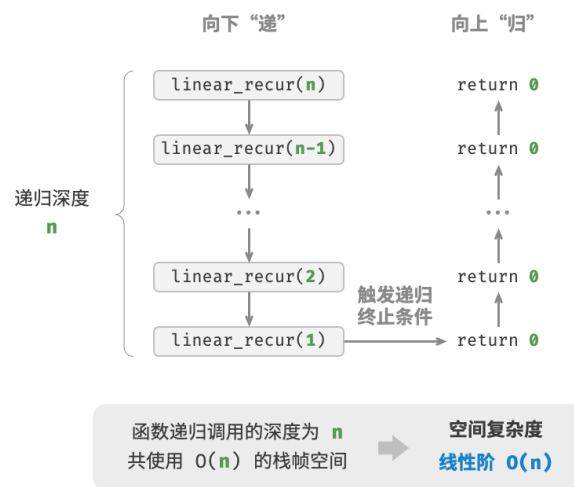 向下“递”
向上“归”
linear_recur(n)
return 0
linear_recur(n-1)
return 0
递归深度
n
...
...
linear_recur(2)
return 0
触发递归
终止条件
linear_recur(1)
return 0
函数递归调用的深度为 n
共使用 O(n) 的栈帧空间
空间复杂度
线性阶 O(n)